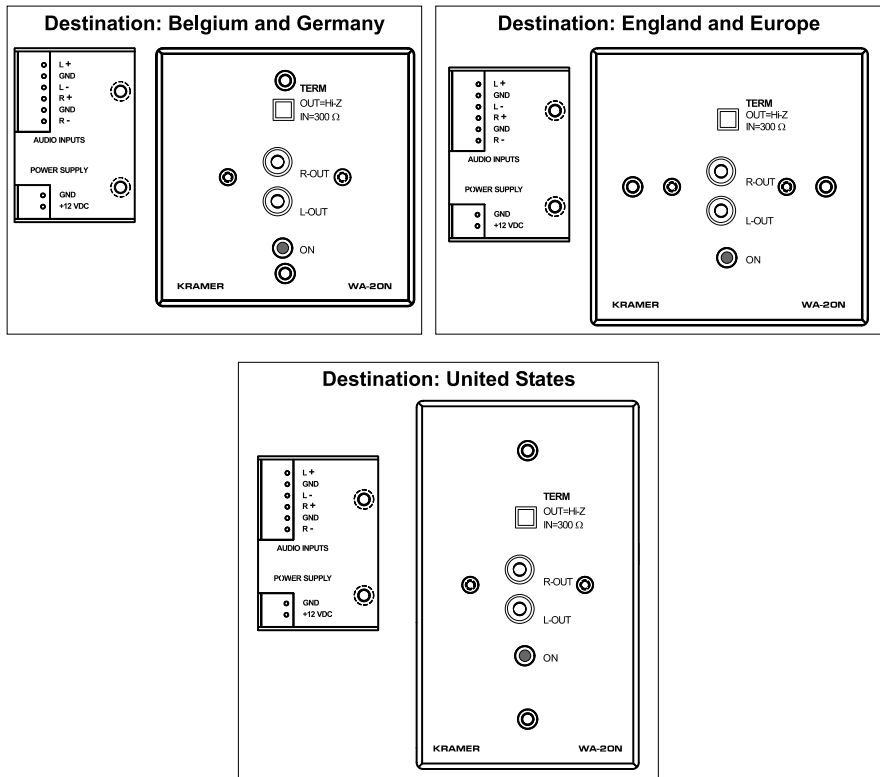 Destination: Belgium and Germany
L +
GND
L -
R +
GND
R -
AUDIO INPUTS
POWER SUPPLY
GND
+12 VDC
TERM
OUT=Hi-Z
IN=300 Ω
R-OUT
L-OUT
ON
KRAMER WA-20N
Destination: England and Europe
L +
GND
L -
R +
GND
R -
AUDIO INPUTS
POWER SUPPLY
GND
+12 VDC
TERM
OUT=Hi-Z
IN=300 Ω
R-OUT
L-OUT
ON
KRAMER WA-20N
Destination: United States
L +
GND
L -
R +
GND
R -
AUDIO INPUTS
POWER SUPPLY
GND
+12 VDC
TERM
OUT=Hi-Z
IN=300 Ω
R-OUT
L-OUT
ON
KRAMER WA-20N